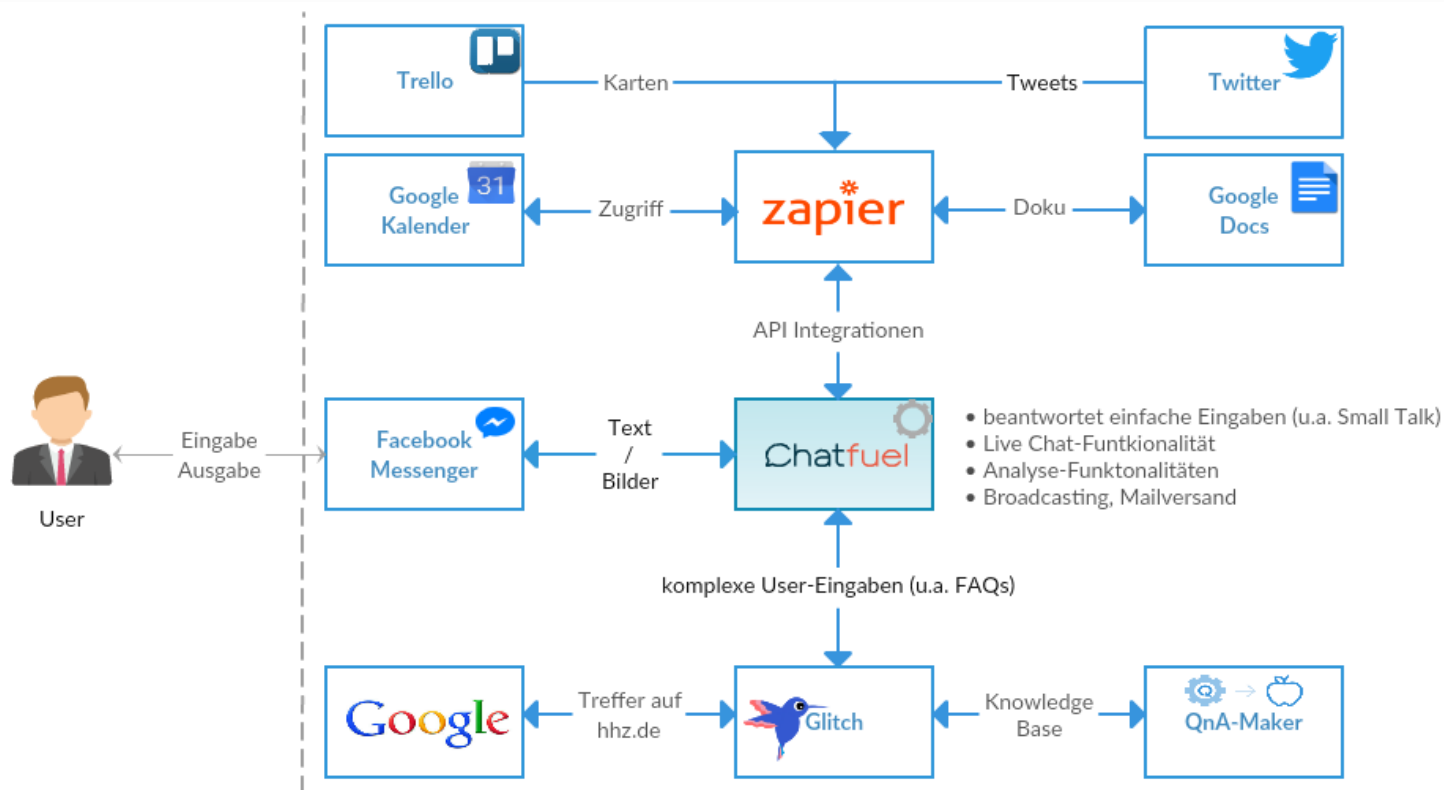 Trello
Karten
Tweets
Twitter
Google
Kalender
31
Zugriff
zapier
Doku
Google
Docs
API Integrationen
User
Eingabe
Ausgabe
Facebook
Messenger
Text
/
Bilder
Chatfuel
• beantwortet einfache Eingaben (u.a. Small Talk)
• Live Chat-Funtkionalität
• Analyse-Funktonalitäten
• Broadcasting, Mailversand
komplexe User-Eingaben (u.a. FAQs)
Google
Treffer auf
hhz.de
Glitch
Knowledge
Base
Q
QnA-Maker